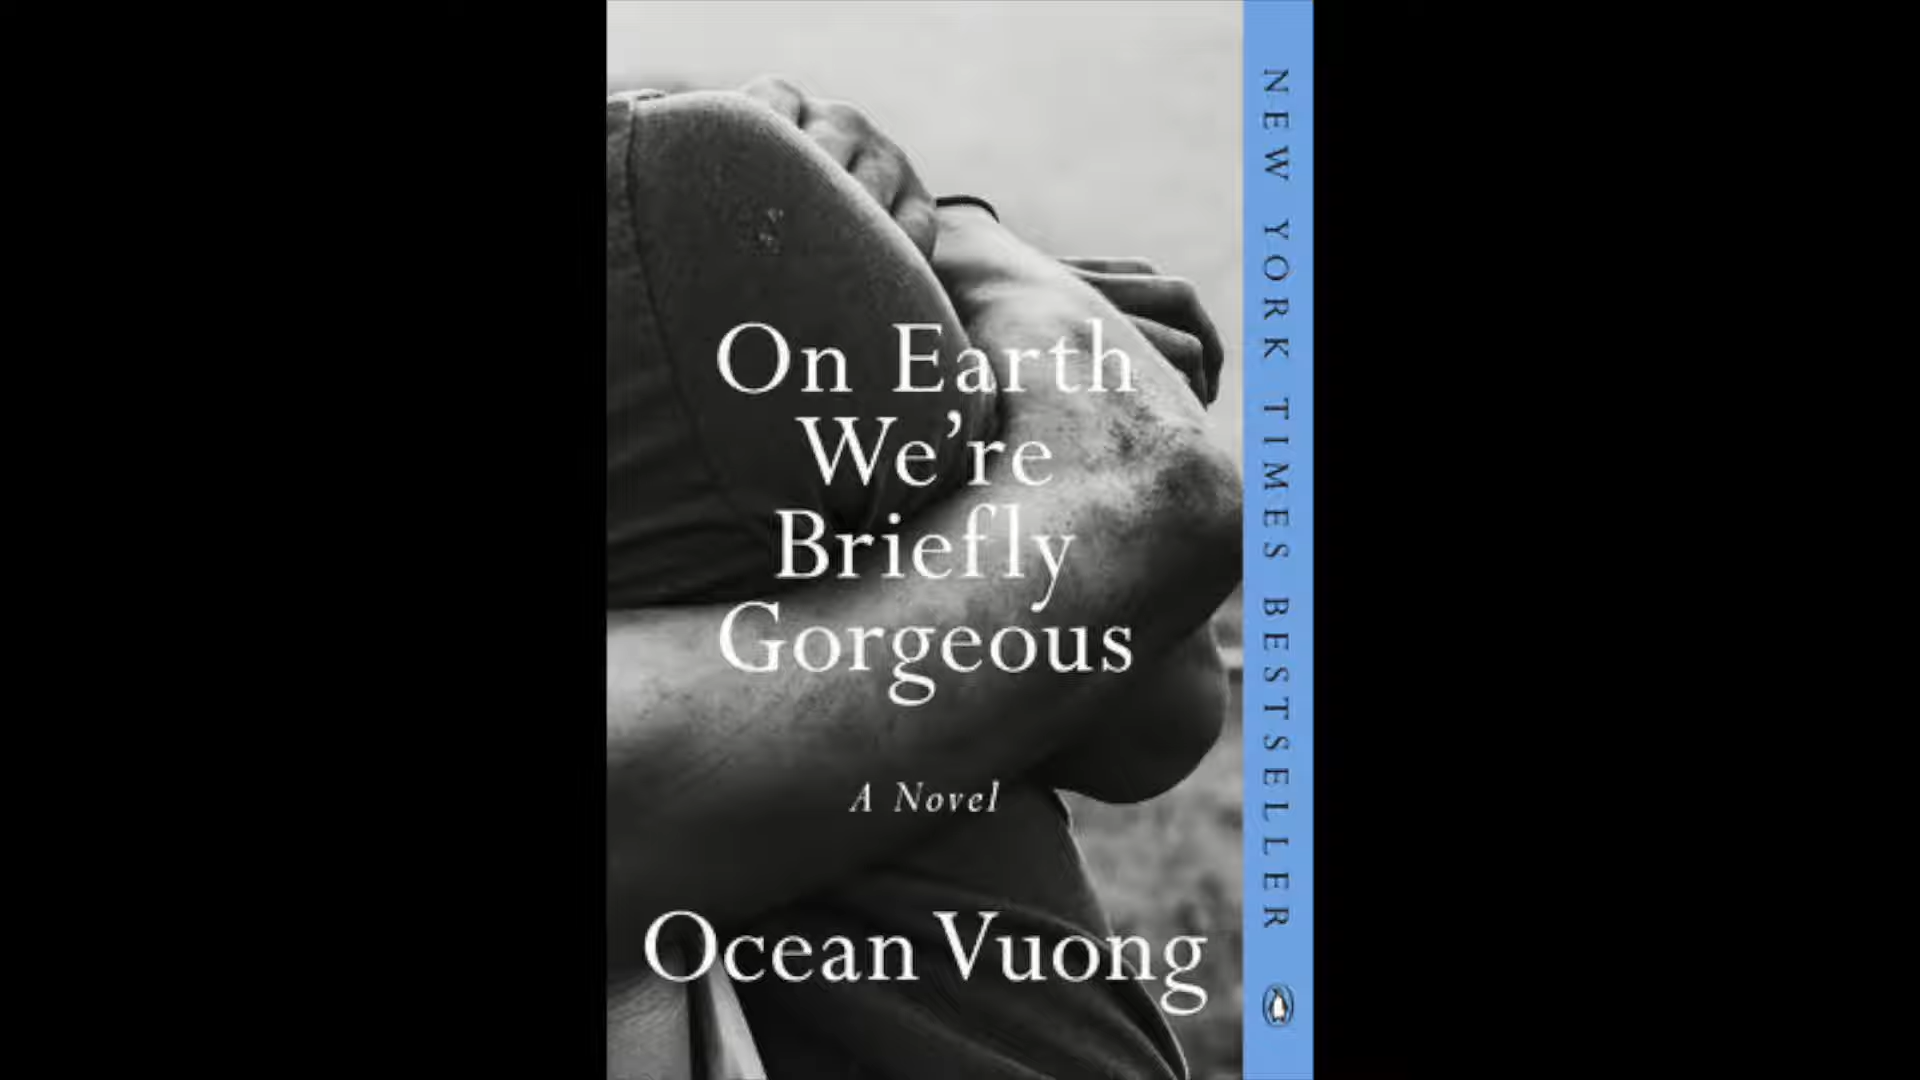 On Earth
We're
Briefly
Gorgeous
A Novel
Ocean Vuong
NEW YORK TIMES BESTSELLER